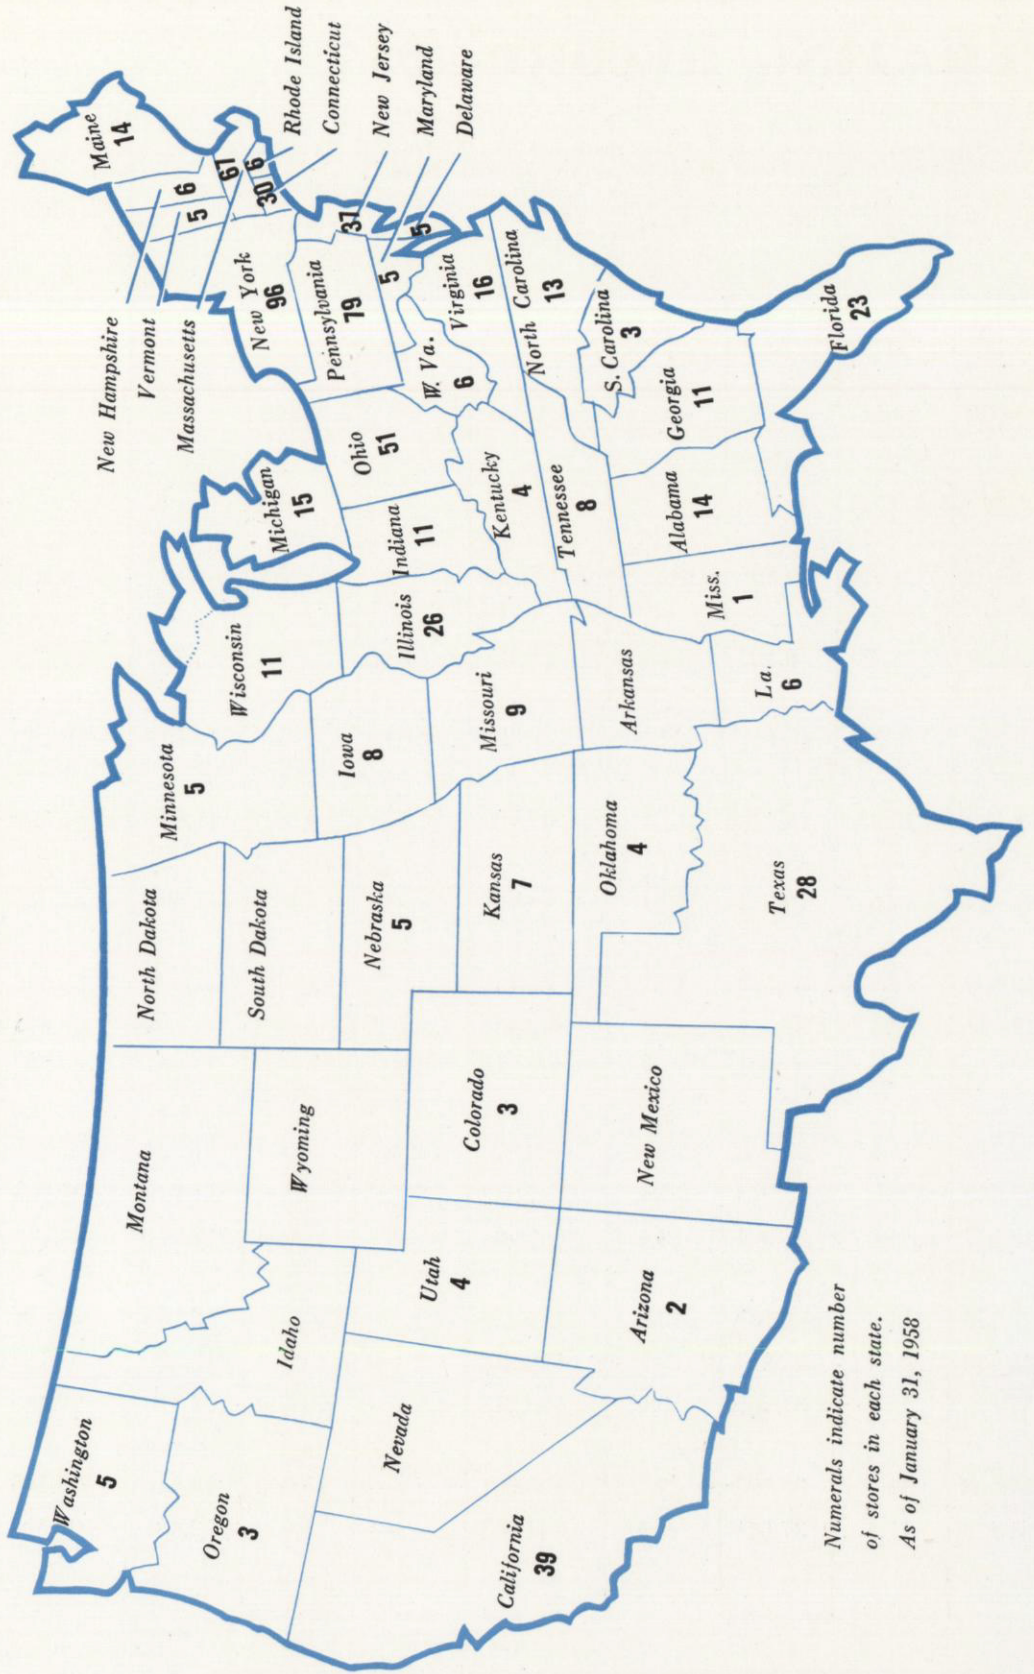 Washington
5
Oregon
3
California
39
Nevada
Idaho
Montana
Wyoming
Utah
4
Arizona
2
Colorado
3
New Mexico
North Dakota
South Dakota
Nebraska
5
Kansas
7
Oklahoma
4
Texas
28
Minnesota
5
Iowa
8
Missouri
9
Arkansas
La.
6
Wisconsin
11
Illinois
26
Michigan
15
Indiana
11
Ohio
51
Kentucky
4
Tennessee
8
Miss.
1
Alabama
14
Georgia
11
Florida
23
S. Carolina
3
North Carolina
13
Virginia
16
W. Va.
6
Pennsylvania
79
New York
96
Maine
14
New Hampshire
6
Vermont
5
Massachusetts
67
Rhode Island
6
Connecticut
30
New Jersey
37
Maryland
5
Delaware
5
Numerals indicate number
of stores in each state.
As of January 31, 1958